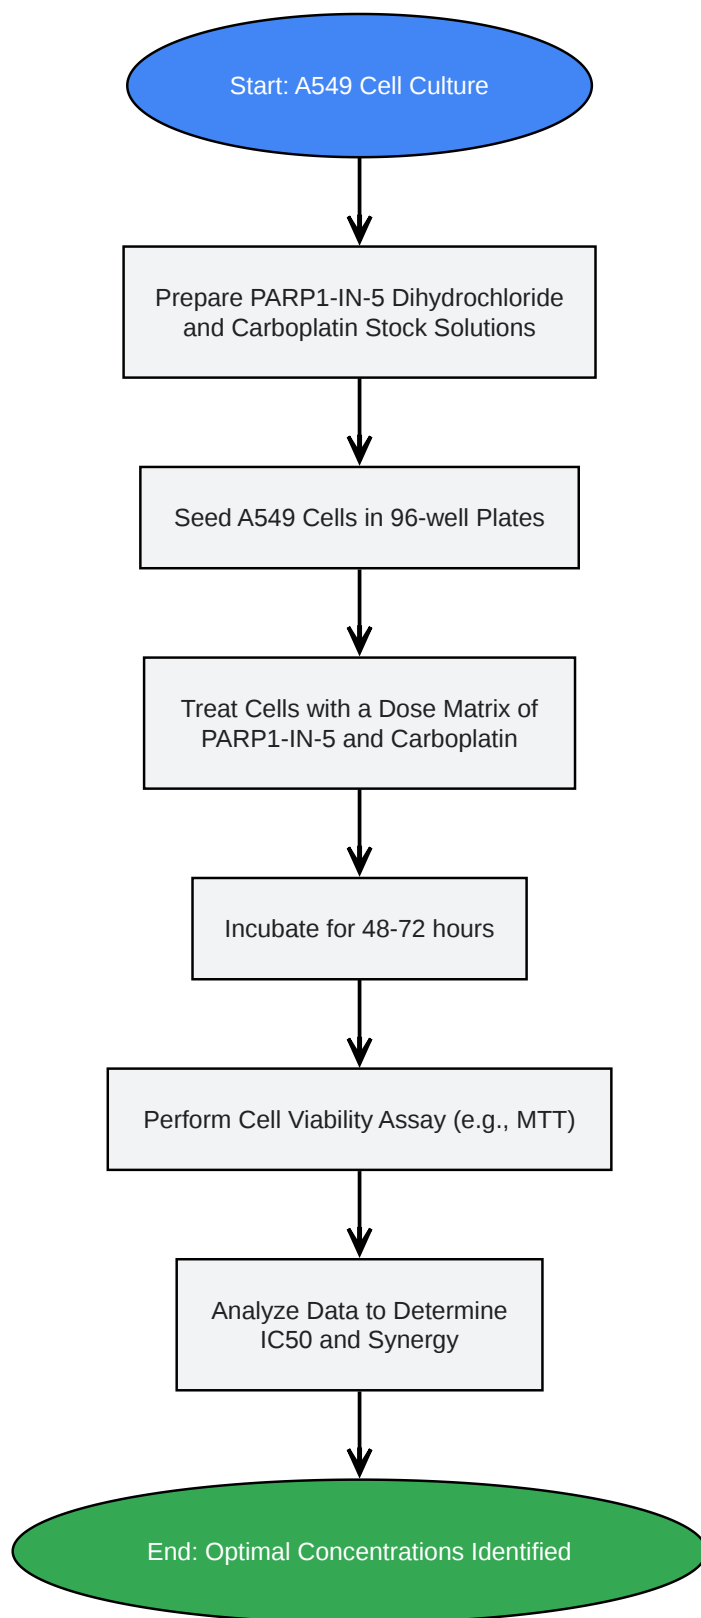 Start: A549 Cell Culture
Prepare PARP1-IN-5 Dihydrochloride
and Carboplatin Stock Solutions
Seed A549 Cells in 96-well Plates
Treat Cells with a Dose Matrix of
PARP1-IN-5 and Carboplatin
Incubate for 48-72 hours
Perform Cell Viability Assay (e.g., MTT)
Analyze Data to Determine
IC50 and Synergy
End: Optimal Concentrations Identified